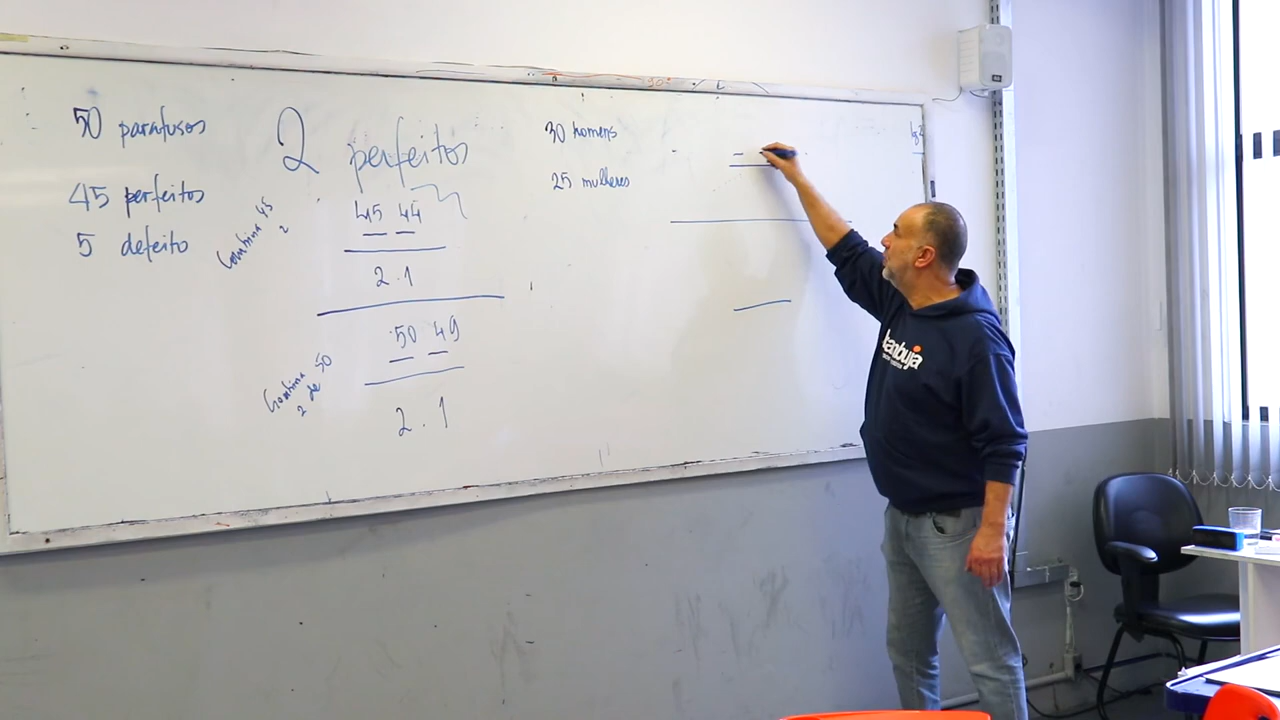 50 parafusos
45 perfeitos
5 defeito
2 perfeitos
Combina 45
2
45 44
2.1
50 49
Combina 50
2 de
2.1
30 homens
25 mulheres